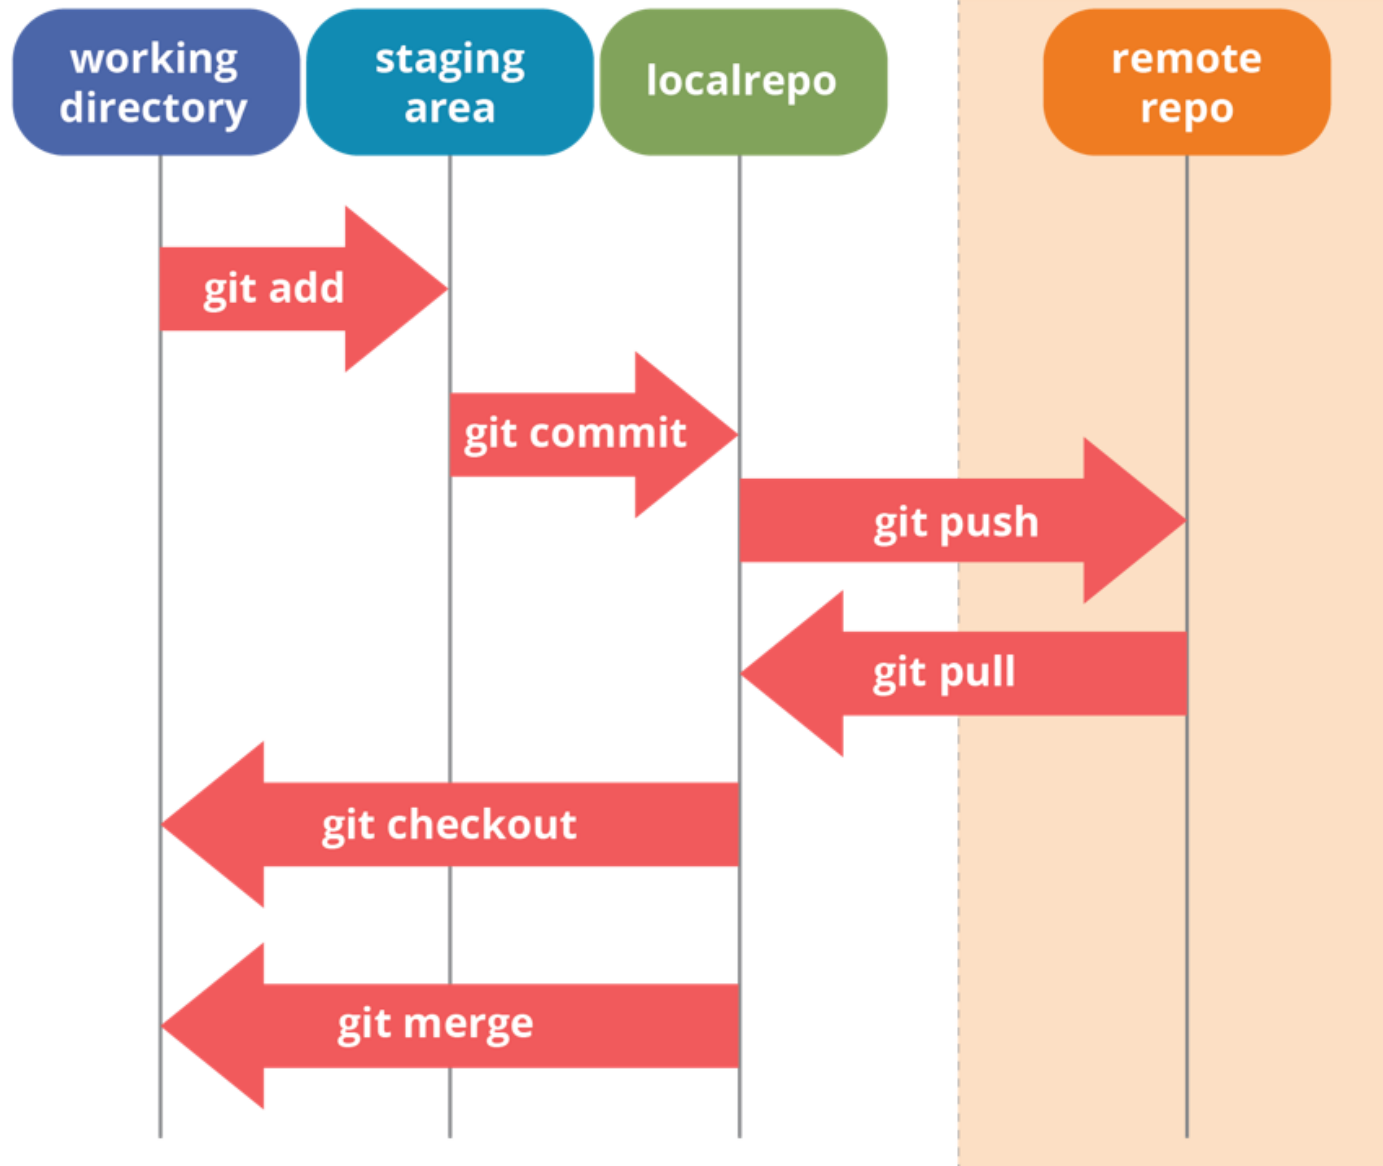 working
directory
staging
area
localrepo
remote
repo
git add
git commit
git push
git pull
git checkout
git merge